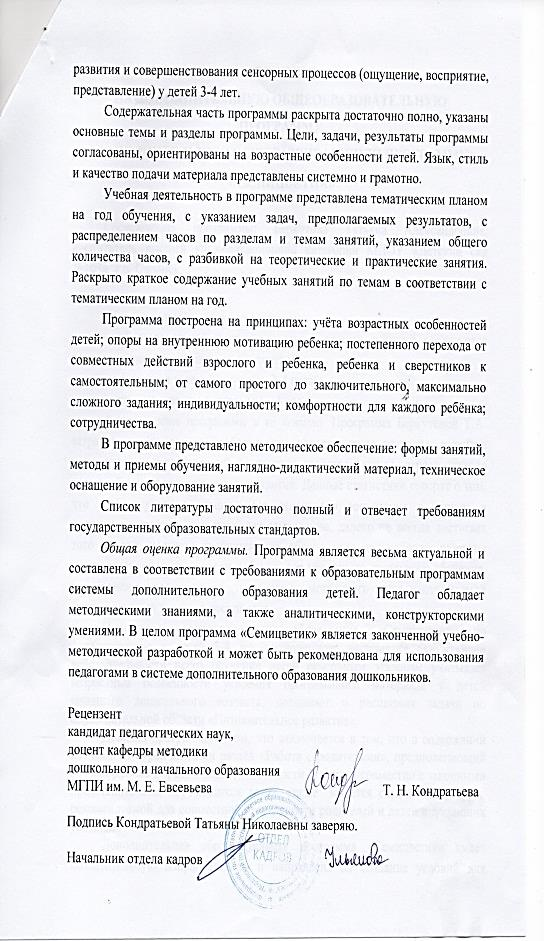 развития и совершенствования сенсорных процессов (ощущение, восприятие,
представление) у детей 3-4 лет.
Содержательная часть программы раскрыта достаточно полно, указаны
основные темы и разделы программы. Цели, задачи, результаты программы
согласованы, ориентированы на возрастные особенности детей. Язык, стиль
и качество подачи материала представлены системно и грамотно.
Учебная деятельность в программе представлена тематическим планом
на год обучения, с указанием задач, предполагаемых результатов, с
распределением часов по разделам и темам занятий, указанием общего
количества часов, с разбивкой на теоретические и практические занятия.
Раскрыто краткое содержание учебных занятий по темам в соответствии с
тематическим планом на год.
Программа построена на принципах: учёта возрастных особенностей
детей; опоры на внутреннюю мотивацию ребенка; постепенного перехода от
совместных действий взрослого и ребенка, ребенка и сверстников к
самостоятельным; от самого простого до заключительного, максимально
сложного задания; индивидуальности; комфортности для каждого ребёнка;
сотрудничества.
В программе представлено методическое обеспечение: формы занятий,
методы и приемы обучения, наглядно-дидактический материал, техническое
оснащение и оборудование занятий.
Список литературы достаточно полный и отвечает требованиям
государственных образовательных стандартов.
Общая оценка программы. Программа является весьма актуальной и
составлена в соответствии с требованиями к образовательным программам
системы дополнительного образования детей. Педагог обладает
методическими знаниями, а также аналитическими, конструкторскими
умениями. В целом программа «Семицветик» является законченной учебно-
методической разработкой и может быть рекомендована для использования
педагогами в системе дополнительного образования дошкольников.
Рецензент
кандидат педагогических наук,
доцент кафедры методики
дошкольного и начального образования
МГПИ им. М. Е. Евсевьева Т. Н. Кондратьева
Подпись Кондратьевой Татьяны Николаевны заверяю.
ОТДЕЛ
КАДРОВ
Начальник отдела кадров